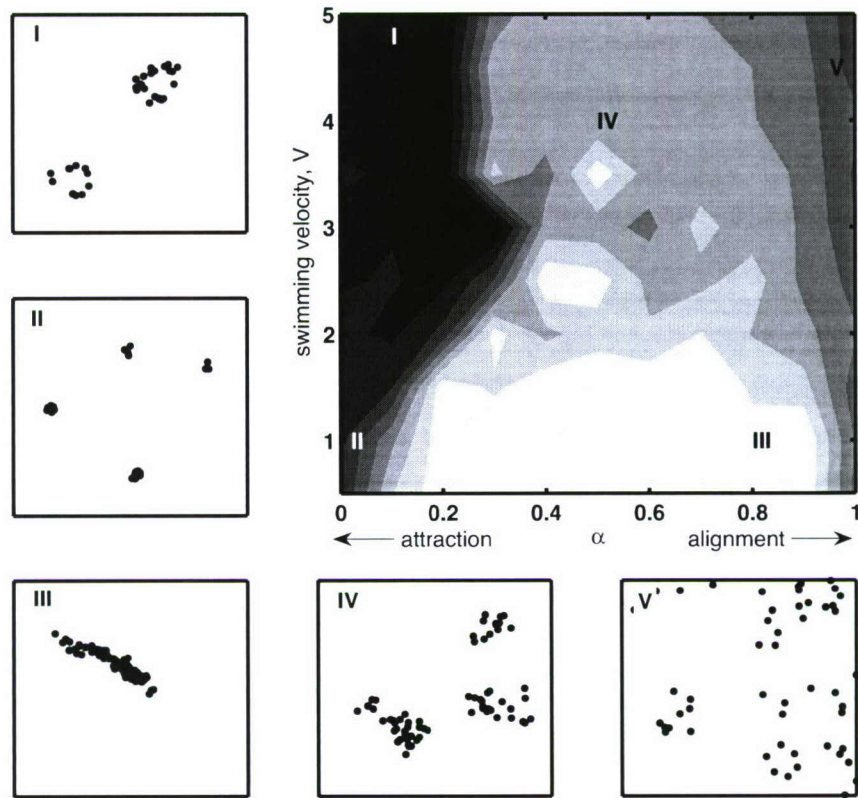 I
II
III
IV
V
I
II
III
IV
V
swimming velocity, V
5
4
3
2
1
0
0.2
0.4
0.6
0.8
1
attraction
α
alignment